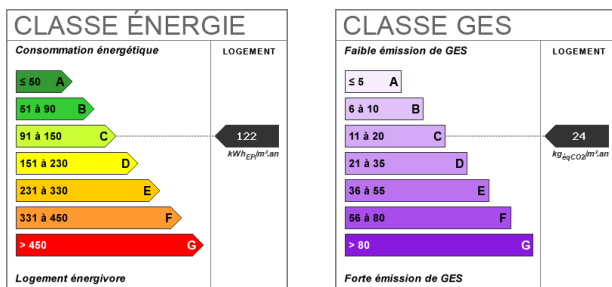 CLASSE ÉNERGIE
Consommation énergétique
LOGEMENT
≤ 50 A
51 à 90 B
91 à 150 C
122
kWhEP/m².an
151 à 230 D
231 à 330 E
331 à 450 F
> 450 G
Logement énergivore
CLASSE GES
Faible émission de GES
LOGEMENT
≤ 5 A
6 à 10 B
11 à 20 C
24
kgéqCO2/m².an
21 à 35 D
36 à 55 E
56 à 80 F
> 80 G
Forte émission de GES